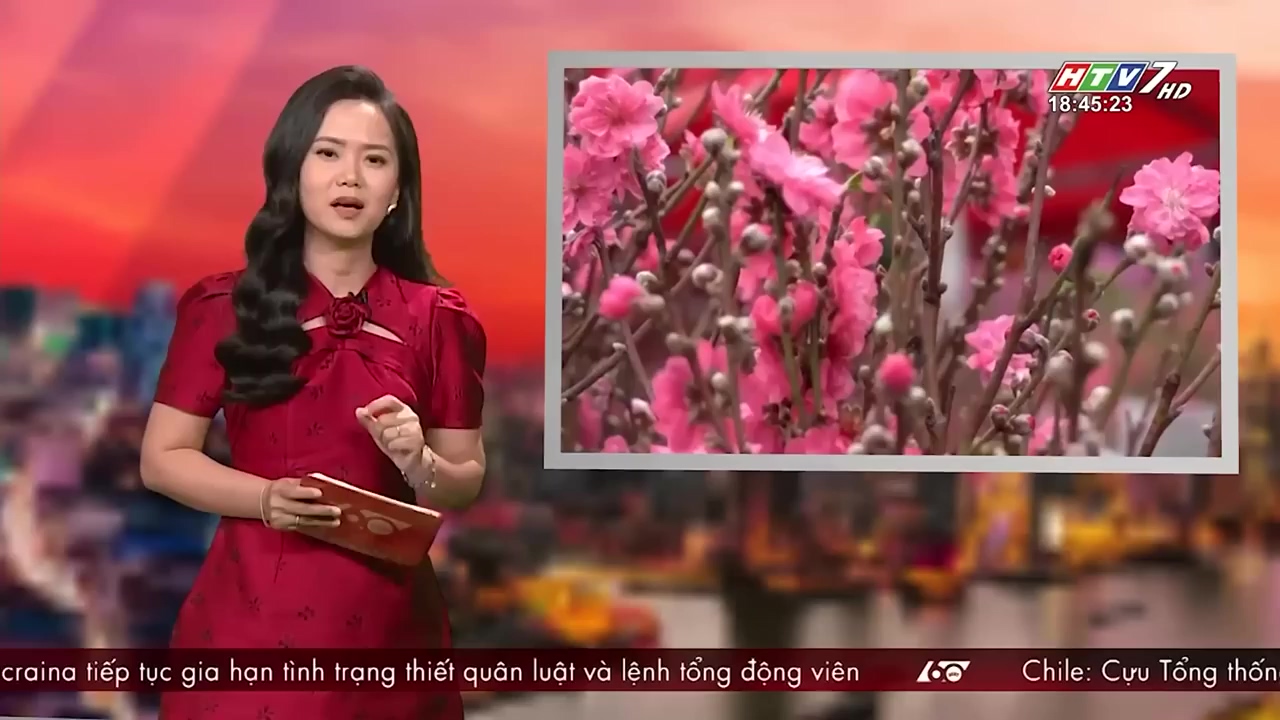 HTV7 HD
18:45:23
craina tiếp tục gia hạn tình trạng thiết quân luật và lệnh tổng động viên
60
Chile: Cựu Tổng thống